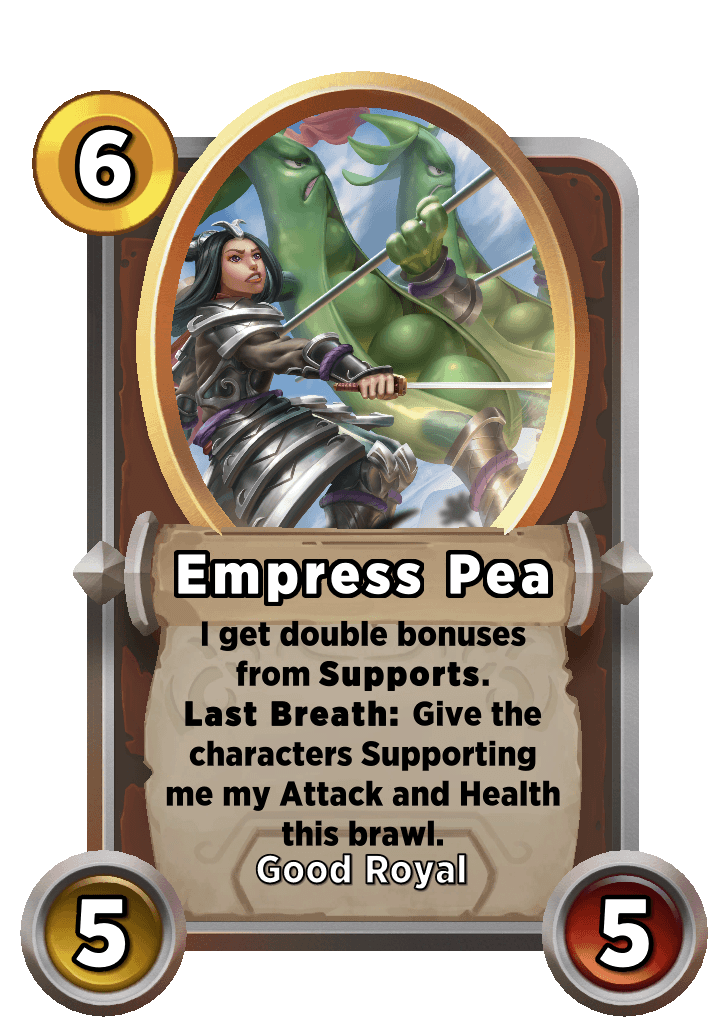 6
Empress Pea
I get double bonuses
from Supports.
Last Breath: Give the
characters Supporting
me my Attack and Health
this brawl.
Good Royal
5
5